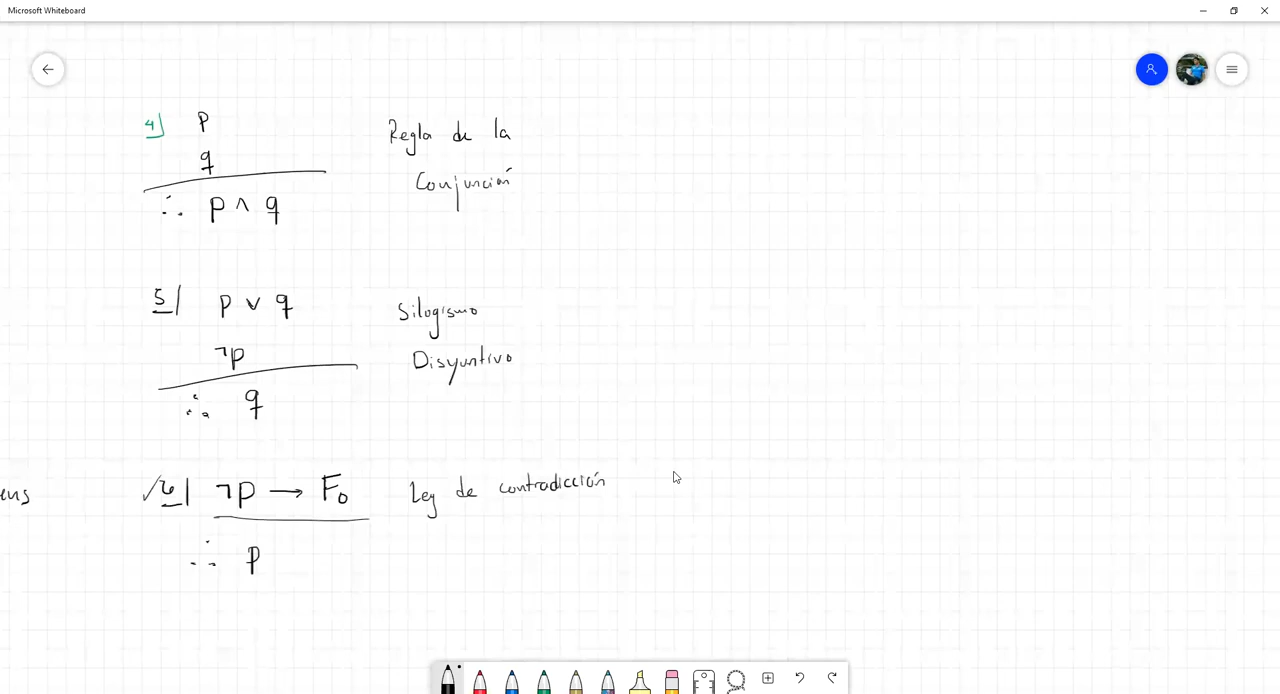 Microsoft Whiteboard
4] p
q
∴ p ∧ q
Regla de la
Conjunción
5| p ∨ q
¬p
∴ q
Silogismo
Disyuntivo
ens
✓6| ¬p → F₀
∴ p
Ley de contradicción